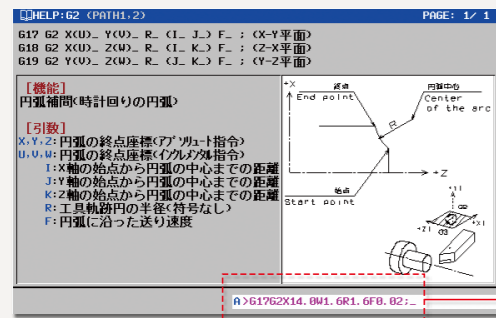 HELP:G2 (PATH1,2) PAGE: 1/ 1
G17 G2 X(U)_ Y(V)_ R_ (I_ J_) F_ ; (X-Y平面)
G18 G2 X(U)_ Z(W)_ R_ (I_ K_) F_ ; (Z-X平面)
G19 G2 Y(V)_ Z(W)_ R_ (J_ K_) F_ ; (Y-Z平面)
[機能]
円弧補間(時計回りの円弧)
[引数]
X,Y,Z:円弧の終点座標(アブソリュート指令)
U,V,W:円弧の終点座標(インクレメンタル指令)
I:X軸の始点から円弧の中心までの距離
J:Y軸の始点から円弧の中心までの距離
K:Z軸の始点から円弧の中心までの距離
R:工具軌跡円の半径(符号なし)
F:円弧に沿った送り速度
+X
終点
End point
円弧中心
Center
of the arc
R
+Z
始点
Start point
+YI
G2
+XI
+ZI
G3
A>G17G2X14.0W1.6R1.6F0.02;_